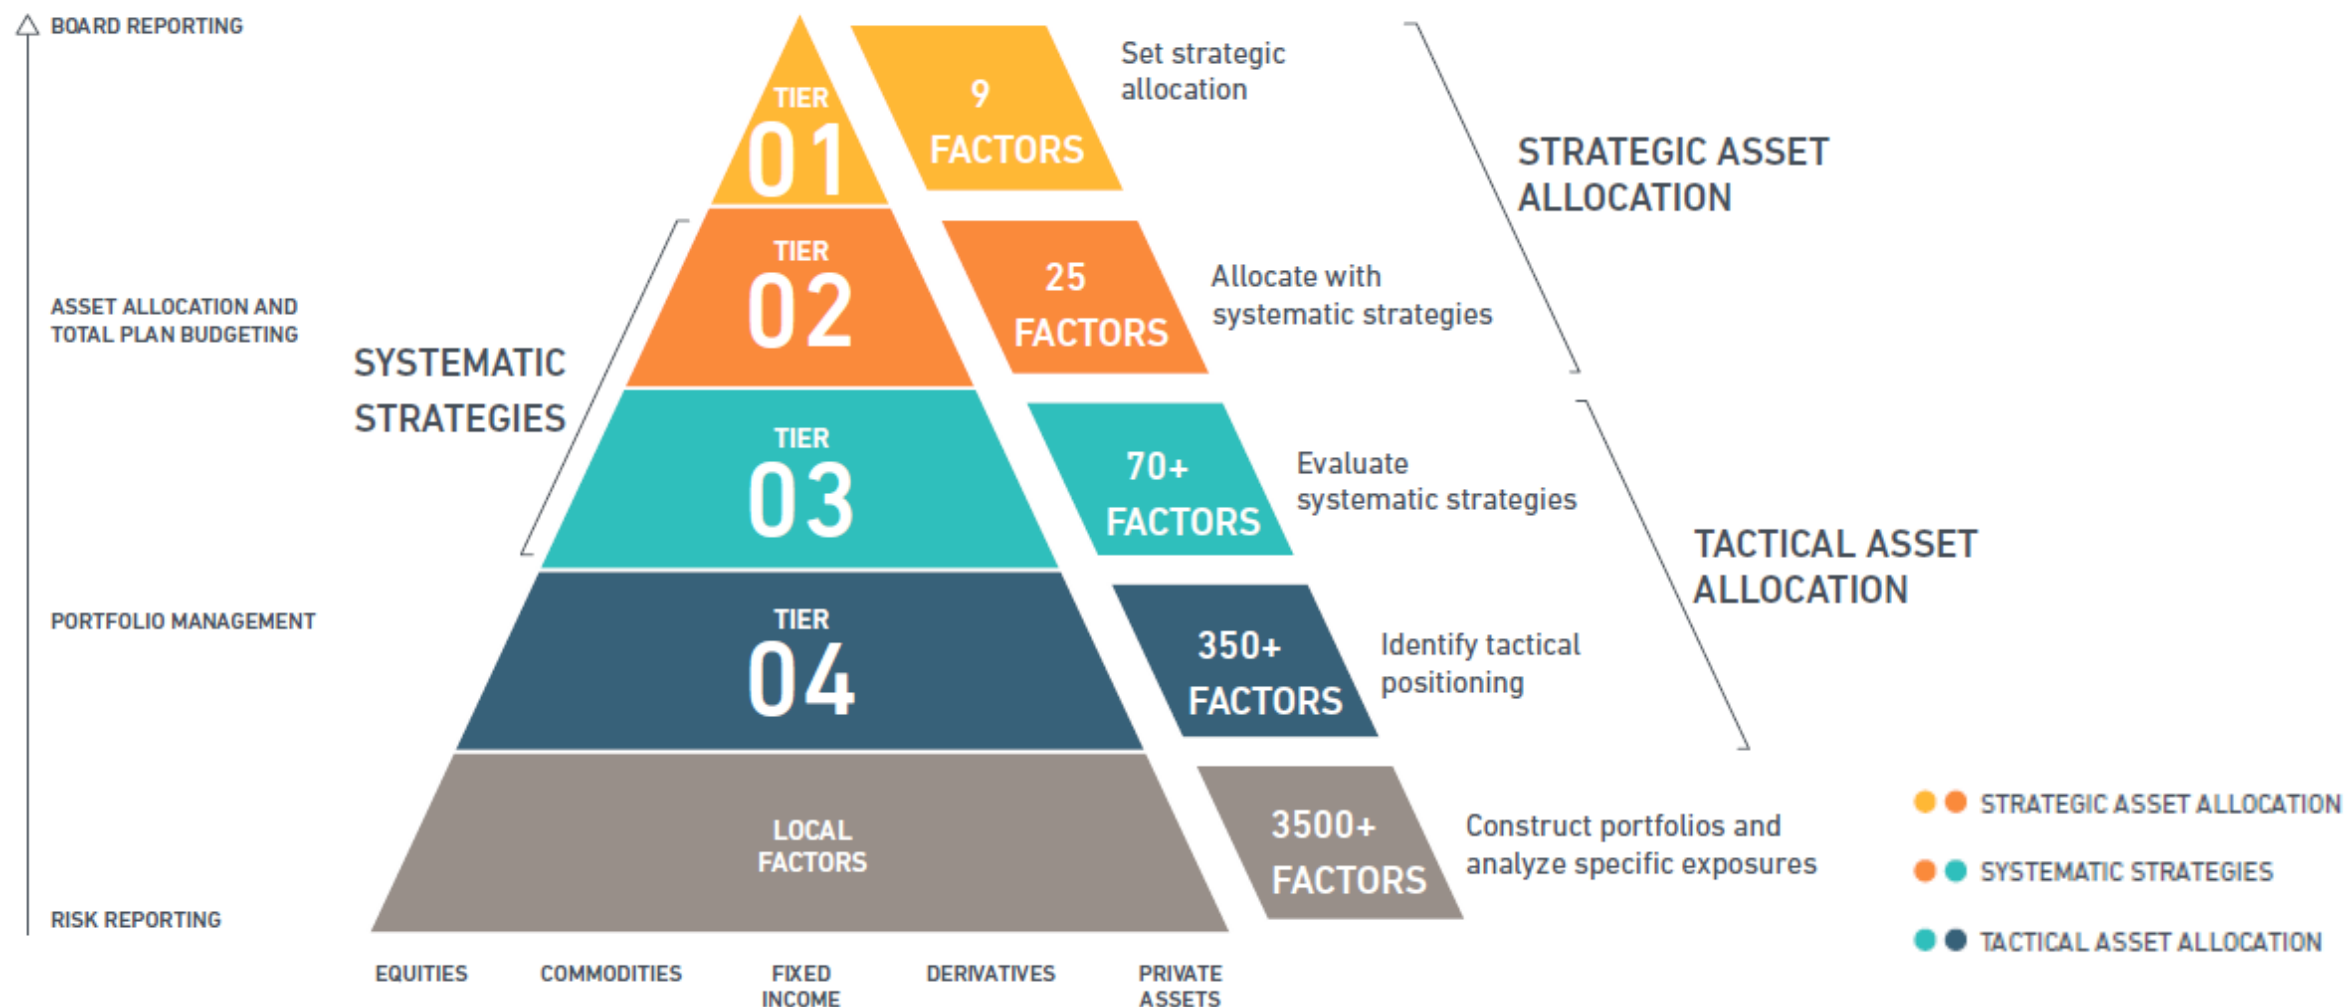 BOARD REPORTING
ASSET ALLOCATION AND
TOTAL PLAN BUDGETING
PORTFOLIO MANAGEMENT
RISK REPORTING
SYSTEMATIC
STRATEGIES
TIER
01
TIER
02
TIER
03
TIER
04
LOCAL
FACTORS
9
FACTORS
Set strategic
allocation
25
FACTORS
Allocate with
systematic strategies
70+
FACTORS
Evaluate
systematic strategies
350+
FACTORS
Identify tactical
positioning
3500+
FACTORS
Construct portfolios and
analyze specific exposures
STRATEGIC ASSET
ALLOCATION
TACTICAL ASSET
ALLOCATION
STRATEGIC ASSET ALLOCATION
SYSTEMATIC STRATEGIES
TACTICAL ASSET ALLOCATION
EQUITIES
COMMODITIES
FIXED
INCOME
DERIVATIVES
PRIVATE
ASSETS